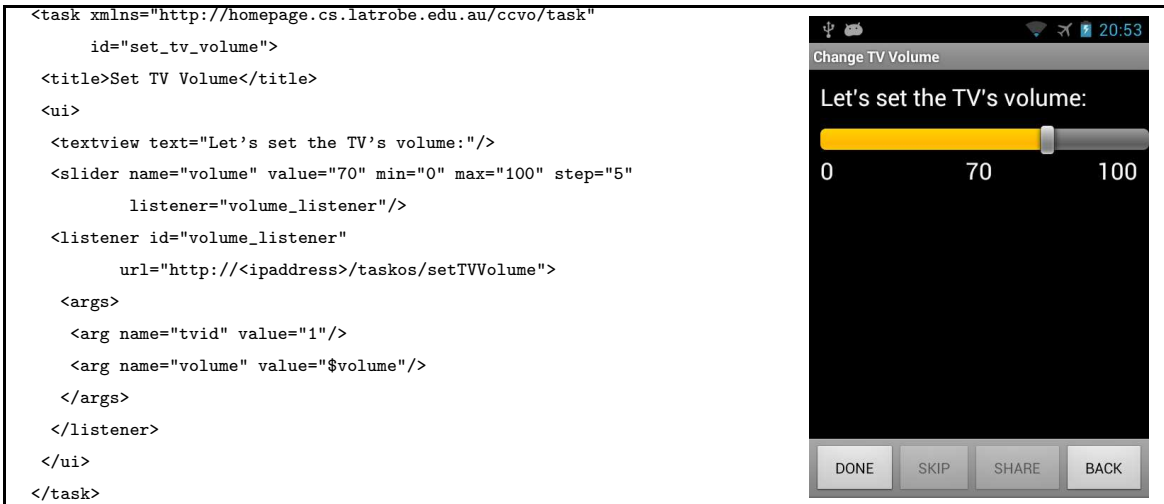 <task xmlns="http://homepage.cs.latrobe.edu.au/ccvo/task"
id="set_tv_volume">
<title>Set TV Volume</title>
<ui>
<textview text="Let's set the TV's volume:"/>
<slider name="volume" value="70" min="0" max="100" step="5"
listener="volume_listener"/>
<listener id="volume_listener"
url="http://<ipaddress>/taskos/setTVVolume">
<args>
<arg name="tvid" value="1"/>
<arg name="volume" value="$volume"/>
</args>
</listener>
</ui>
</task>
20:53
Change TV Volume
Let's set the TV's volume:
0 70 100
DONE SKIP SHARE BACK